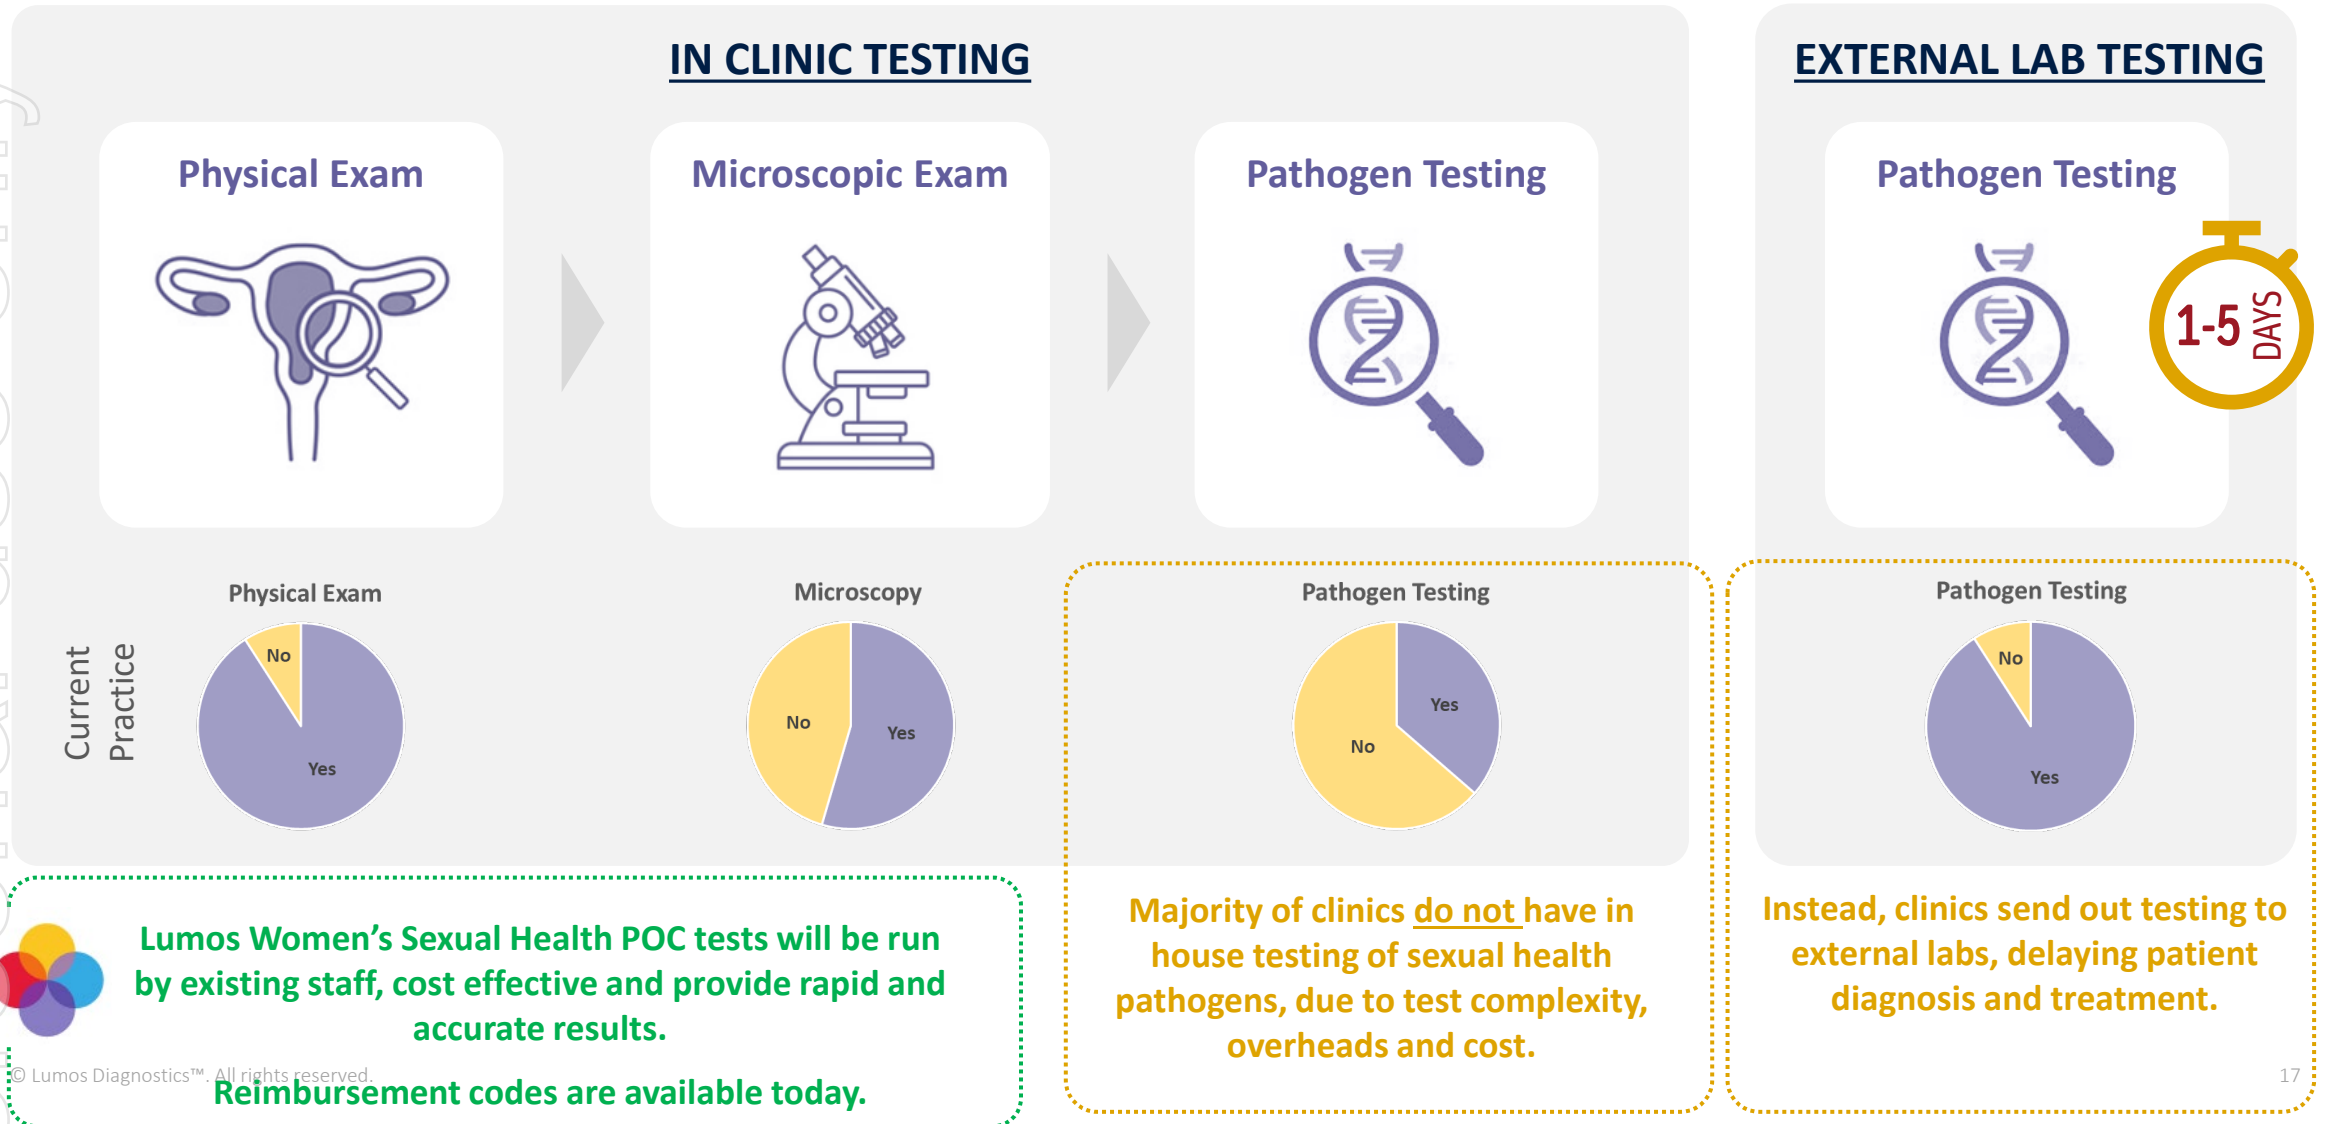 IN CLINIC TESTING
EXTERNAL LAB TESTING
Physical Exam
Microscopic Exam
Pathogen Testing
Pathogen Testing
1-5 DAYS
Current
Practice
Physical Exam
No
Yes
Microscopy
No
Yes
Pathogen Testing
Yes
No
Pathogen Testing
No
Yes
Lumos Women's Sexual Health POC tests will be run
by existing staff, cost effective and provide rapid and
accurate results.
Reimbursement codes are available today.
Majority of clinics do not have in
house testing of sexual health
pathogens, due to test complexity,
overheads and cost.
Instead, clinics send out testing to
external labs, delaying patient
diagnosis and treatment.
© Lumos Diagnostics™. All rights reserved.
17